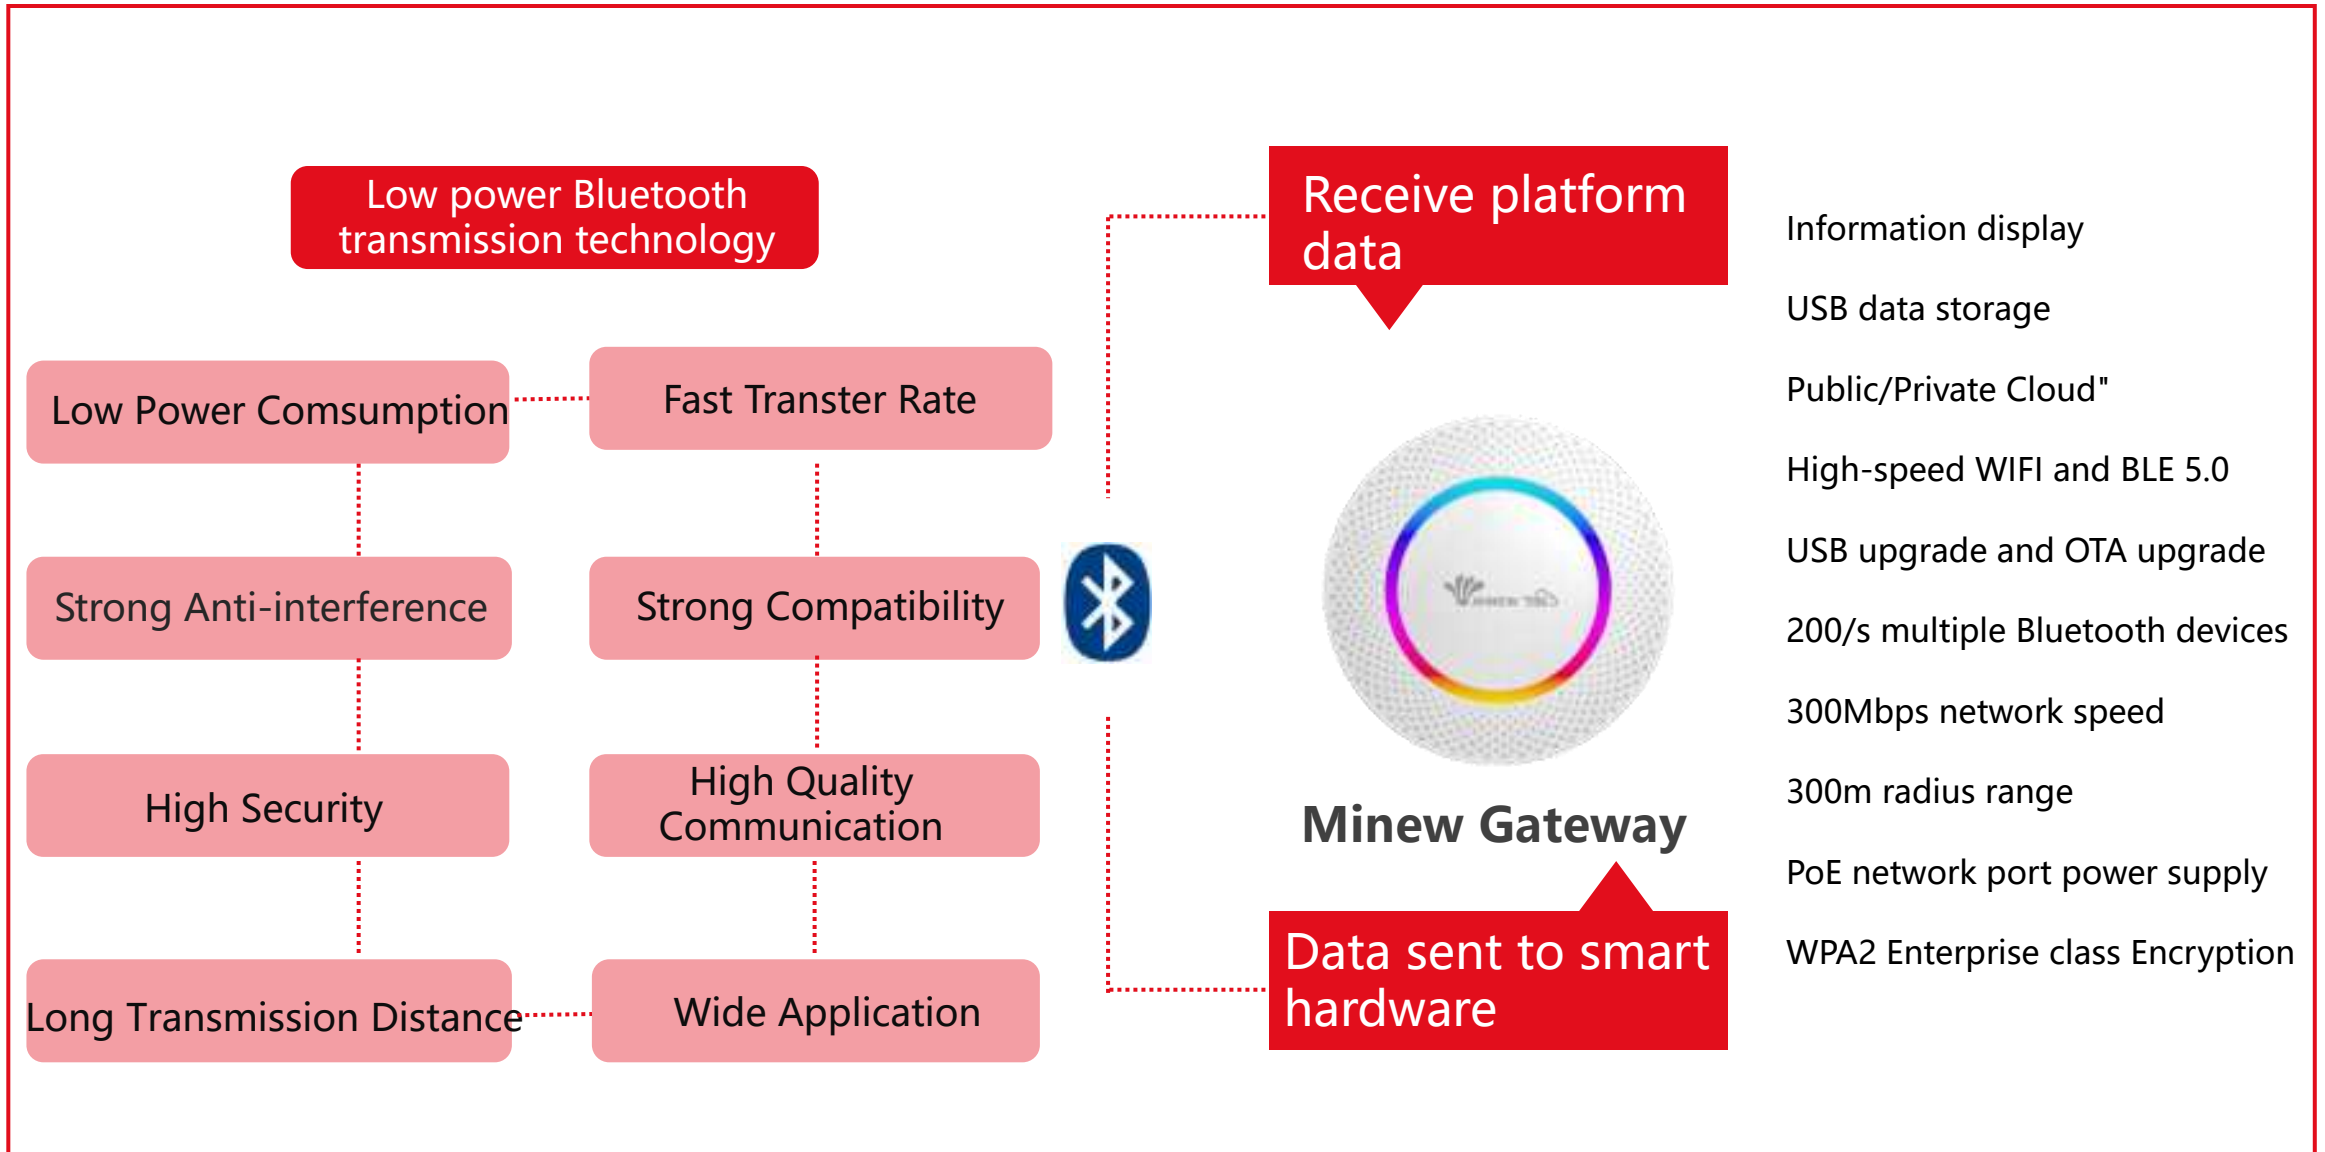 Low power Bluetooth
transmission technology
Low Power Comsumption
Fast Transter Rate
Strong Anti-interference
Strong Compatibility
High Security
High Quality
Communication
Long Transmission Distance
Wide Application
Receive platform
data
Minew Gateway
Data sent to smart
hardware
Information display
USB data storage
Public/Private Cloud"
High-speed WIFI and BLE 5.0
USB upgrade and OTA upgrade
200/s multiple Bluetooth devices
300Mbps network speed
300m radius range
PoE network port power supply
WPA2 Enterprise class Encryption